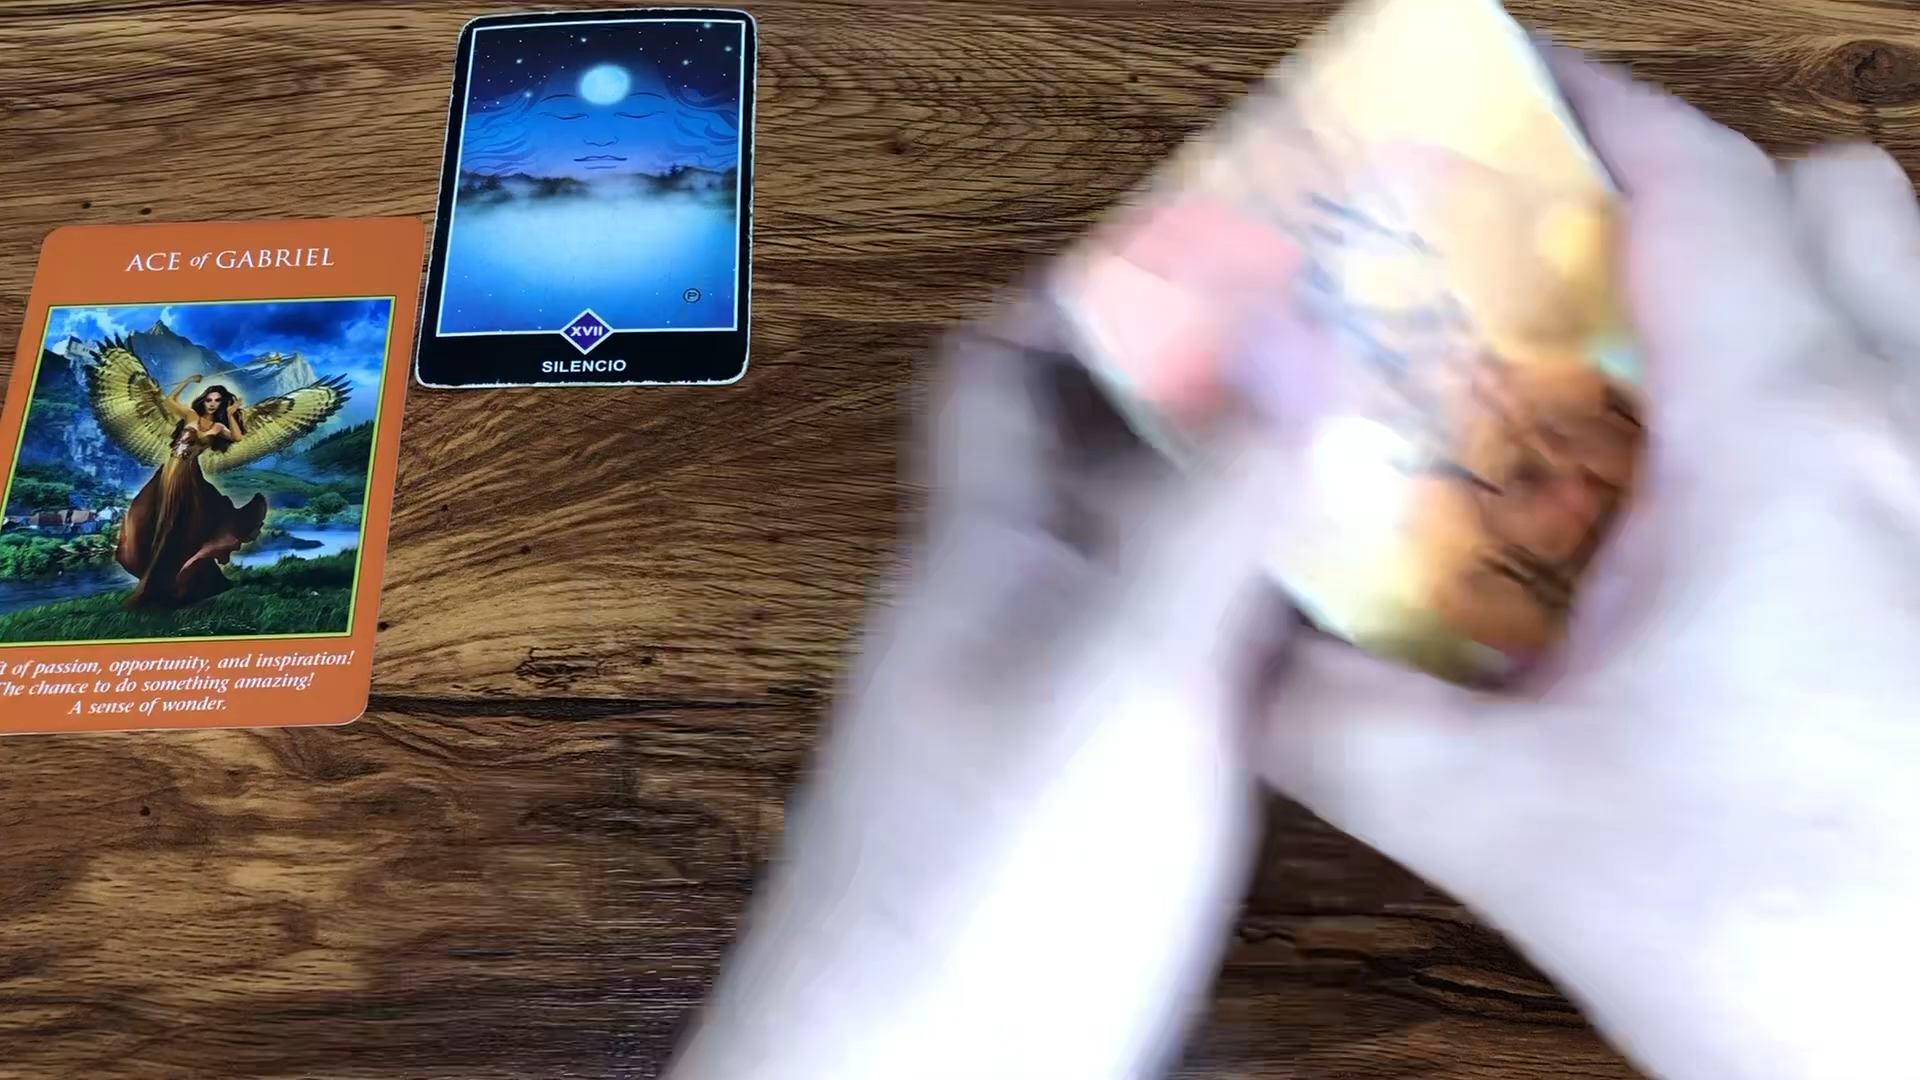 ACE of GABRIEL
of passion, opportunity, and inspiration!
The chance to do something amazing!
A sense of wonder.
XVII
SILENCIO